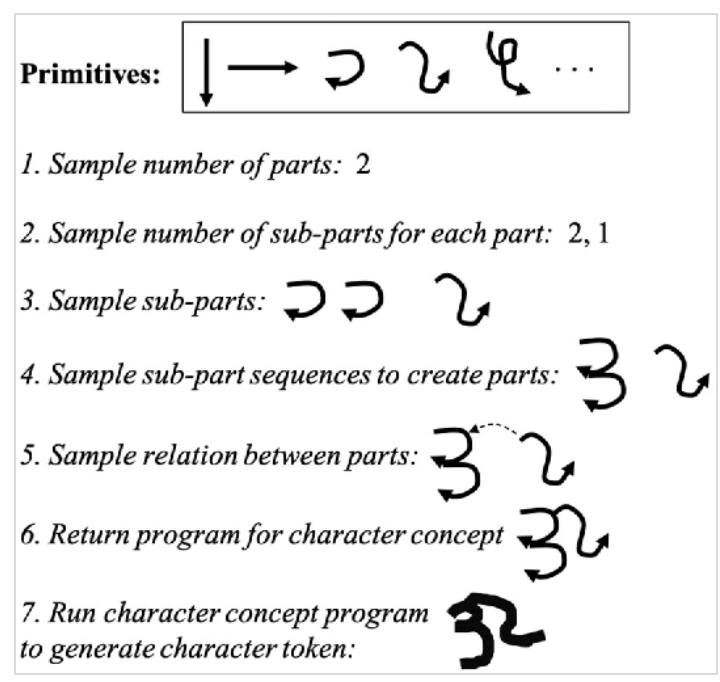 Primitives: ...
1. Sample number of parts: 2
2. Sample number of sub-parts for each part: 2, 1
3. Sample sub-parts:
4. Sample sub-part sequences to create parts:
5. Sample relation between parts:
6. Return program for character concept
7. Run character concept program
to generate character token: